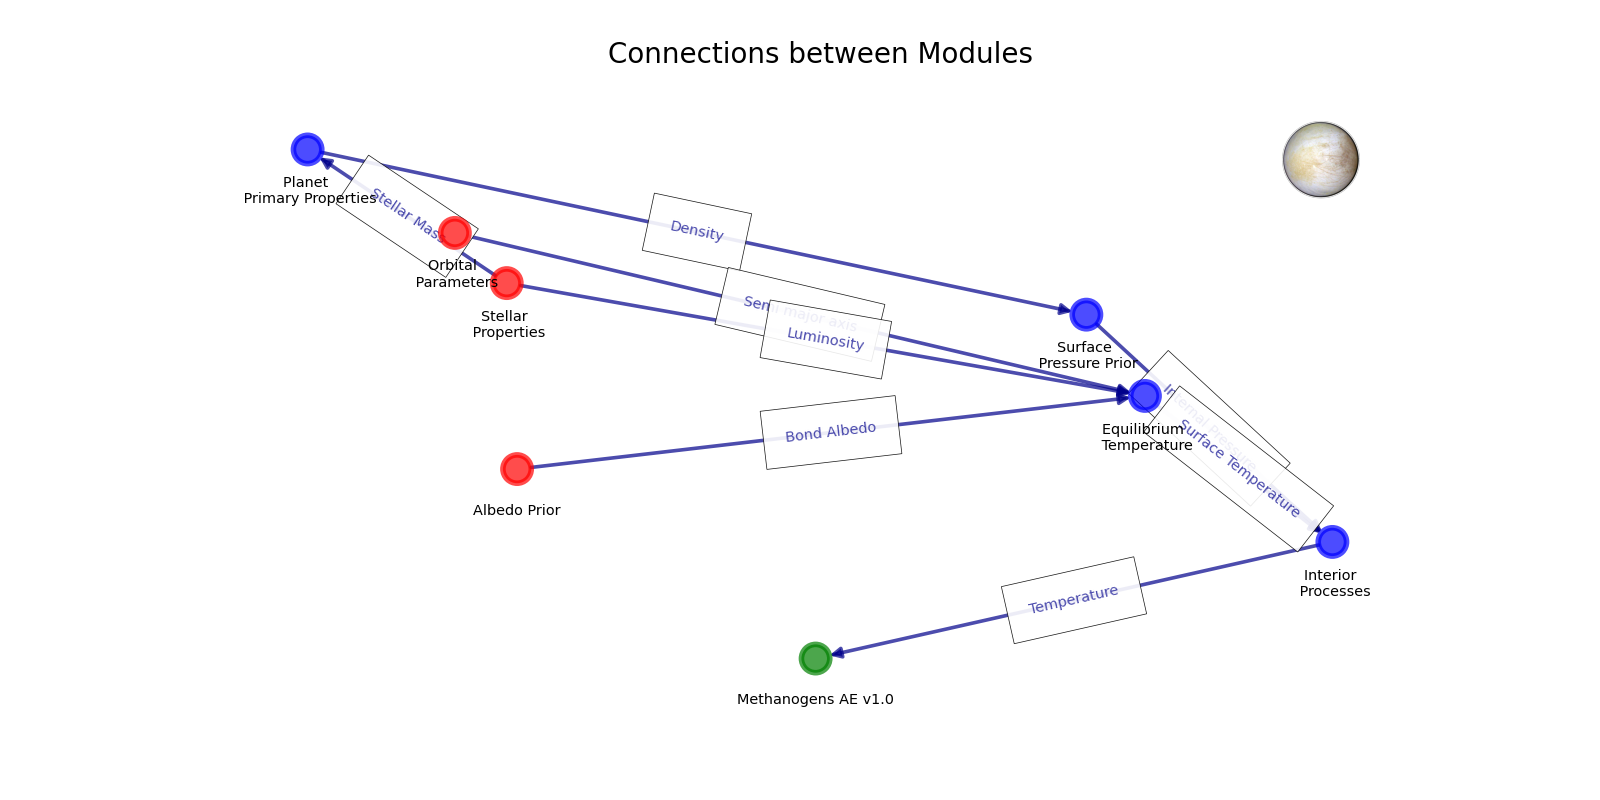 Connections between Modules
Planet
Primary Properties
Stellar Mass
Orbital
Parameters
Stellar
Properties
Density
Semi major axis
Luminosity
Surface
Pressure Prior
Bond Albedo
Equilibrium
Temperature
Internal Pressure
Surface Temperature
Albedo Prior
Interior
Processes
Temperature
Methanogens AE v1.0